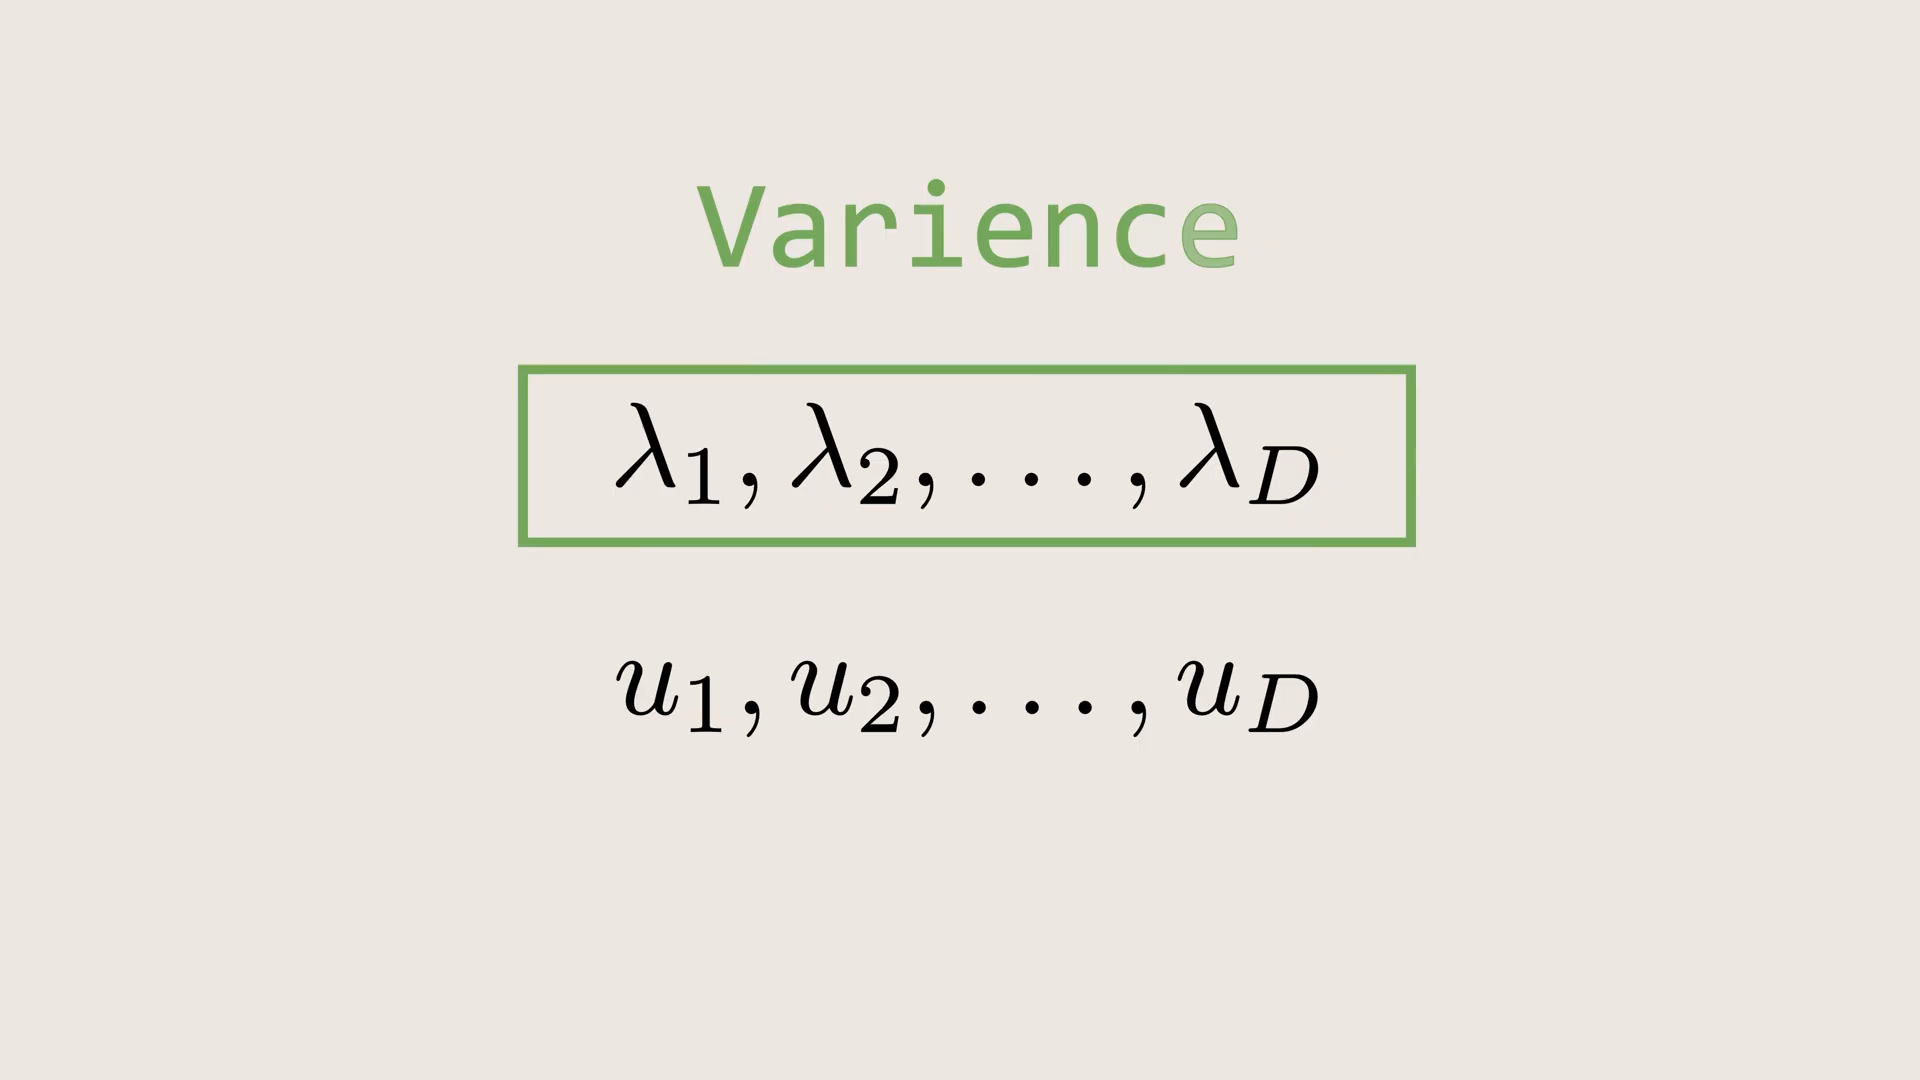 Varience
λ₁, λ₂, . . . , λ_D
u₁, u₂, . . . , u_D